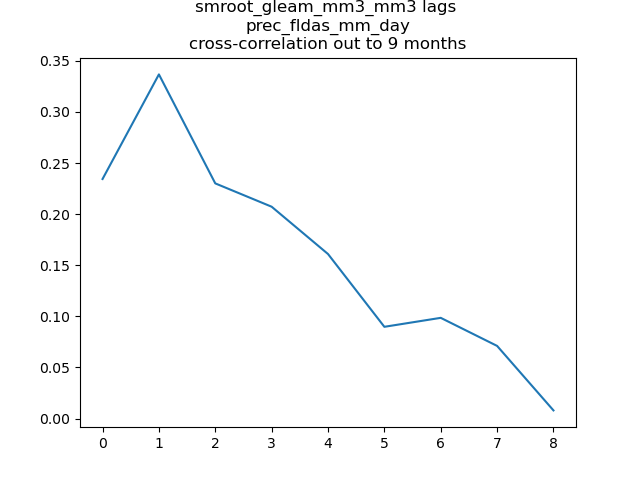 smroot_gleam_mm3_mm3 lags
prec_fldas_mm_day
cross-correlation out to 9 months
0.35
0.30
0.25
0.20
0.15
0.10
0.05
0.00
0 1 2 3 4 5 6 7 8